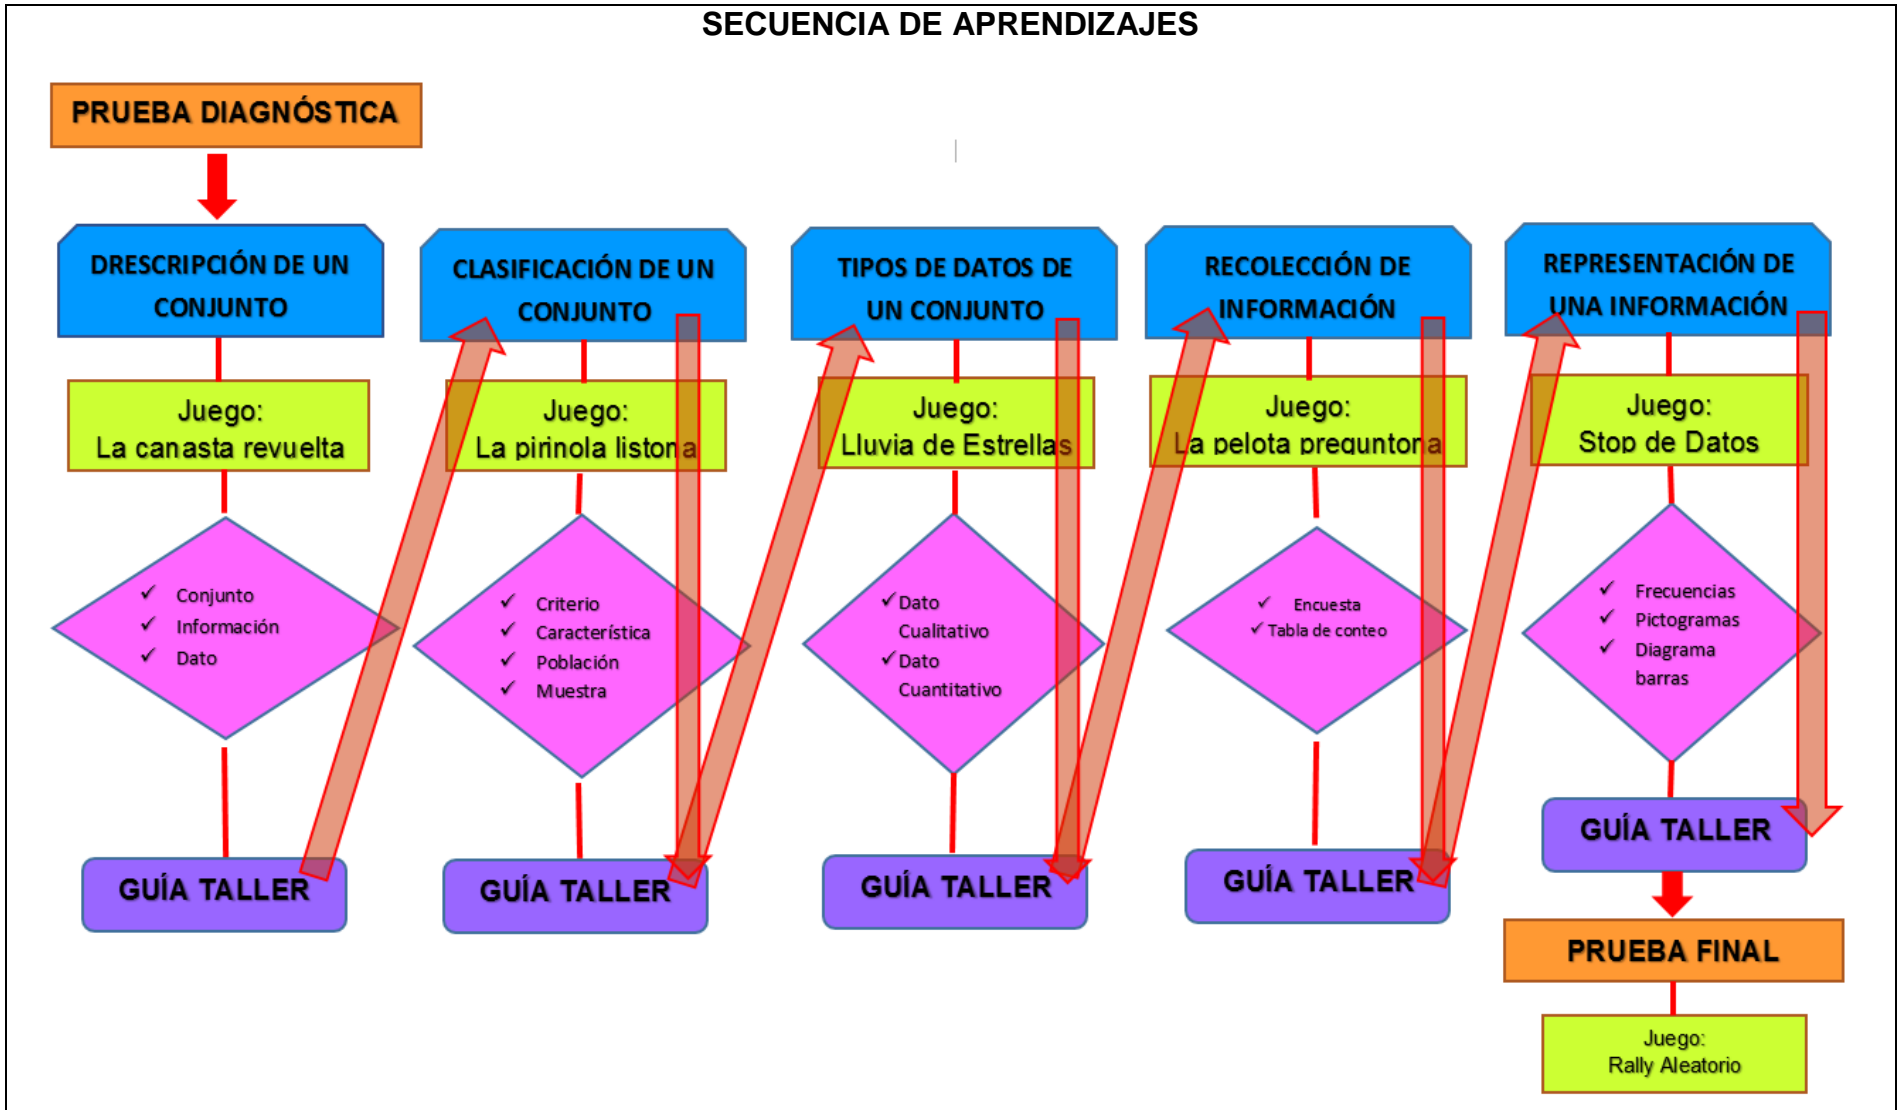 SECUENCIA DE APRENDIZAJES
PRUEBA DIAGNÓSTICA
DRESCRIPCIÓN DE UN
CONJUNTO
Juego:
La canasta revuelta
✓ Conjunto
✓ Información
✓ Dato
GUÍA TALLER
CLASIFICACIÓN DE UN
CONJUNTO
Juego:
La pirinola listona
✓ Criterio
✓ Característica
✓ Población
✓ Muestra
GUÍA TALLER
TIPOS DE DATOS DE
UN CONJUNTO
Juego:
Lluvia de Estrellas
✓ Dato
Cualitativo
✓ Dato
Cuantitativo
GUÍA TALLER
RECOLECCIÓN DE
INFORMACIÓN
Juego:
La pelota preguntona
✓ Encuesta
✓ Tabla de conteo
GUÍA TALLER
REPRESENTACIÓN DE
UNA INFORMACIÓN
Juego:
Stop de Datos
✓ Frecuencias
✓ Pictogramas
✓ Diagrama
barras
GUÍA TALLER
PRUEBA FINAL
Juego:
Rally Aleatorio